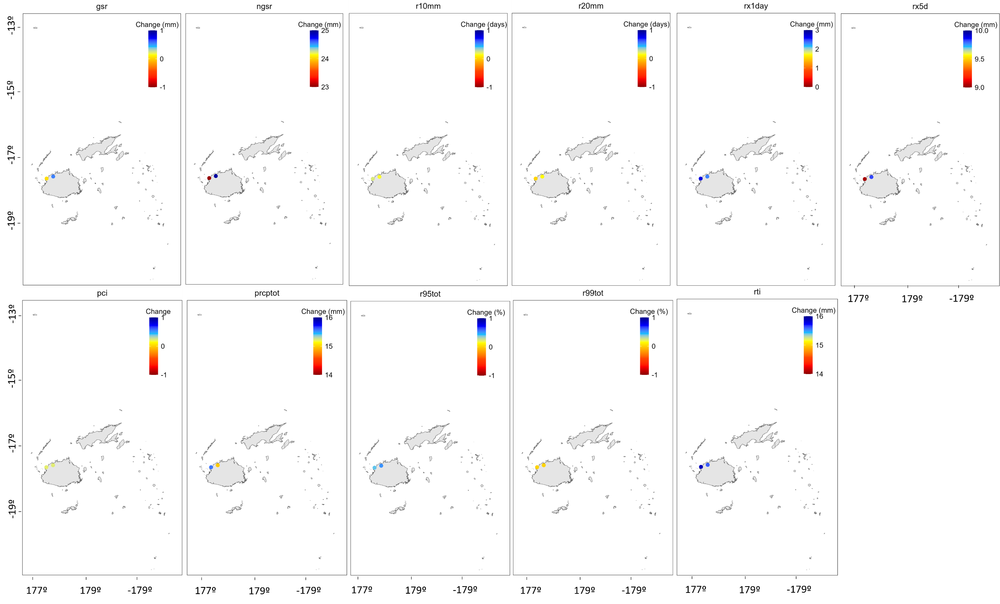 gsr
ngsr
r10mm
r20mm
rx1day
rx5d
Change (mm)
1
0
-1
Change (mm)
25
24
23
Change (days)
1
0
-1
Change (days)
1
0
-1
Change (mm)
3
2
1
0
Change (mm)
10.0
9.5
9.0
-13º
-15º
-17º
-19º
177º
179º
-179º
pci
prcptot
r95tot
r99tot
rti
Change
1
0
-1
Change (mm)
16
15
14
Change (%)
1
0
-1
Change (%)
1
0
-1
Change (mm)
16
15
14
-13º
-15º
-17º
-19º
177º
179º
-179º
177º
179º
-179º
177º
179º
-179º
177º
179º
-179º
177º
179º
-179º